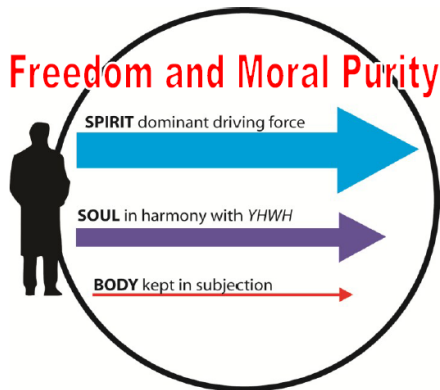 Freedom and Moral Purity
SPIRIT dominant driving force
SOUL in harmony with YHWH
BODY kept in subjection